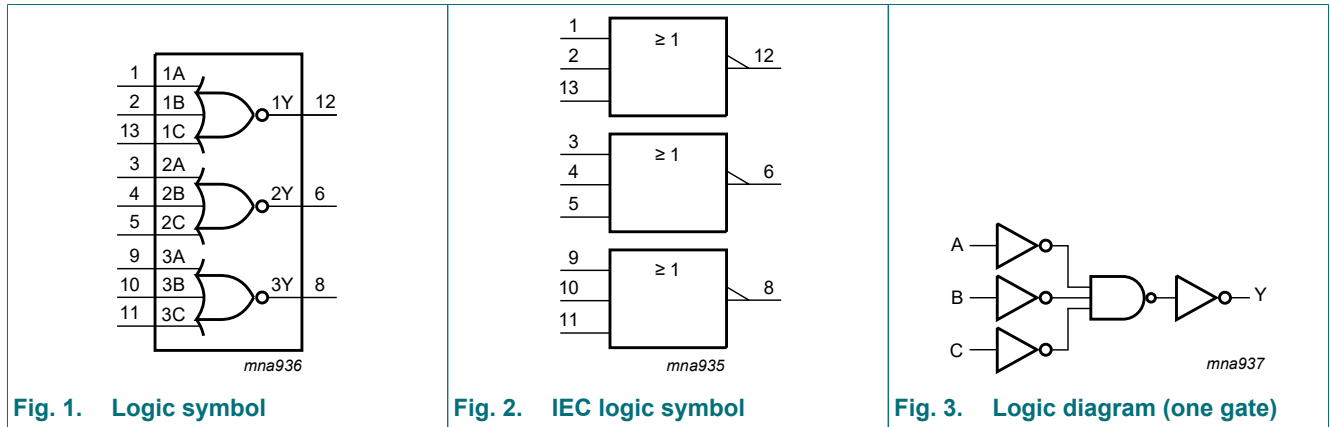 1 1A
2 1B 1Y 12
13 1C
3 2A
4 2B 2Y 6
5 2C
9 3A
10 3B 3Y 8
11 3C
mna936
Fig. 1. Logic symbol
1 ≥ 1
2 12
13
3 ≥ 1
4 6
5
9 ≥ 1
10 8
11
mna935
Fig. 2. IEC logic symbol
A
B Y
C
mna937
Fig. 3. Logic diagram (one gate)